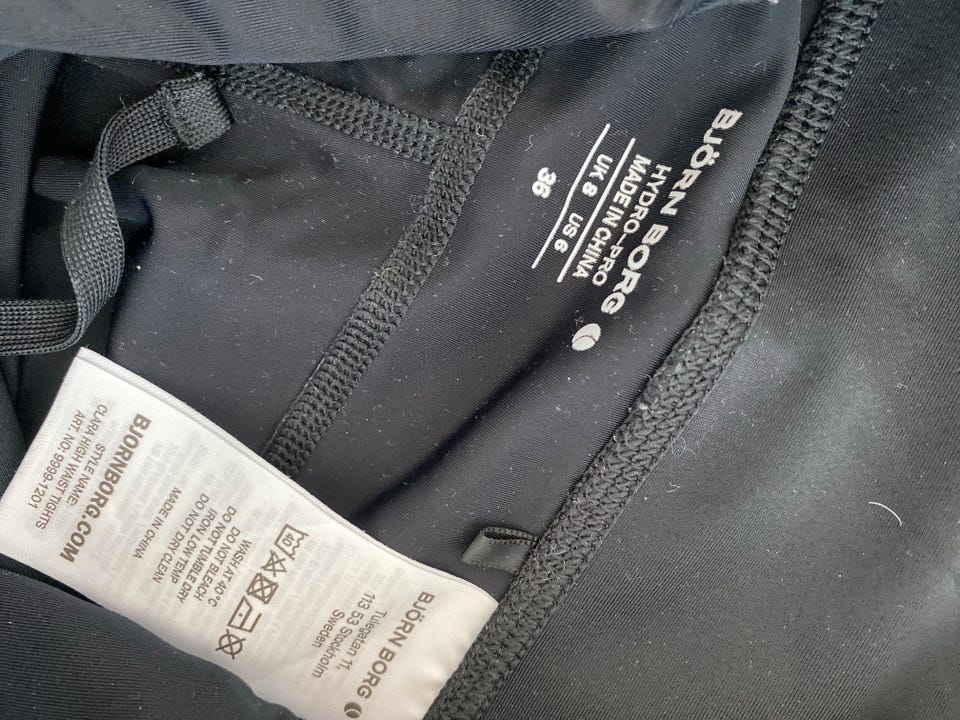 BJÖRN BORG
HYDRO-PRO
MADE IN CHINA
UK 8 US 6
36
BJÖRN BORG
Tulegatan 11,
113 53 Stockholm
Sweden
40
WASH AT 40°C
DO NOT BLEACH
DO NOT TUMBLE DRY
IRON LOW TEMP
DO NOT DRY CLEAN
MADE IN CHINA
BJORNBORG.COM
STYLE NAME:
CLARA HIGH WAIST TIGHTS
ART. NO: 9999-1201